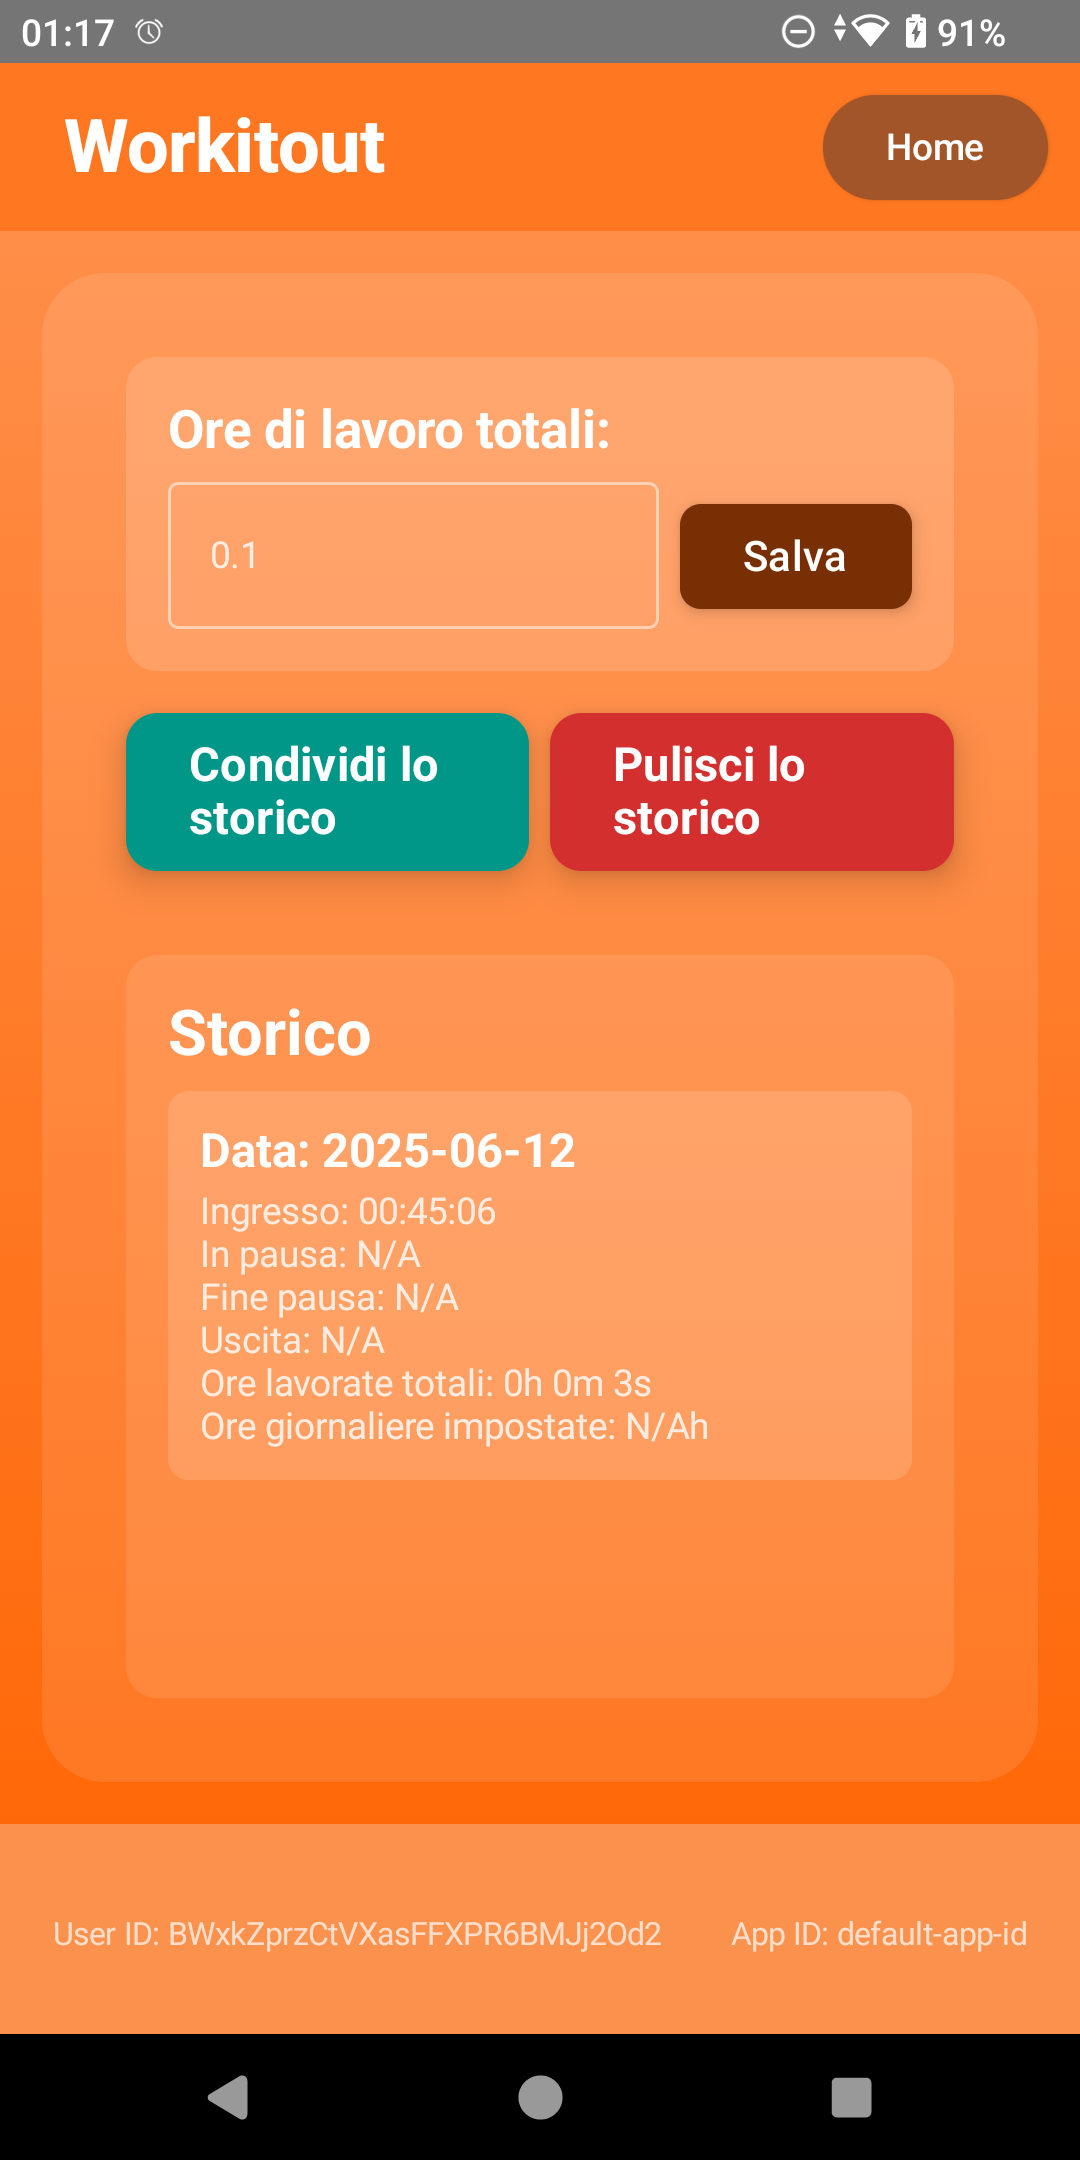 01:17
91%
Workitout
Home
Ore di lavoro totali:
0.1
Salva
Condividi lo
storico
Pulisci lo
storico
Storico
Data: 2025-06-12
Ingresso: 00:45:06
In pausa: N/A
Fine pausa: N/A
Uscita: N/A
Ore lavorate totali: 0h 0m 3s
Ore giornaliere impostate: N/Ah
User ID: BWxkZprzCtVXasFFXPR6BMJj2Od2
App ID: default-app-id